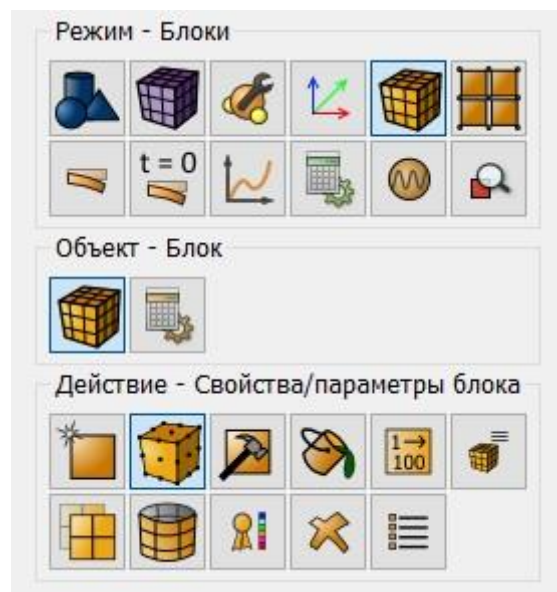 Режим - Блоки
t = 0
Объект - Блок
Действие - Свойства/параметры блока
1→
100